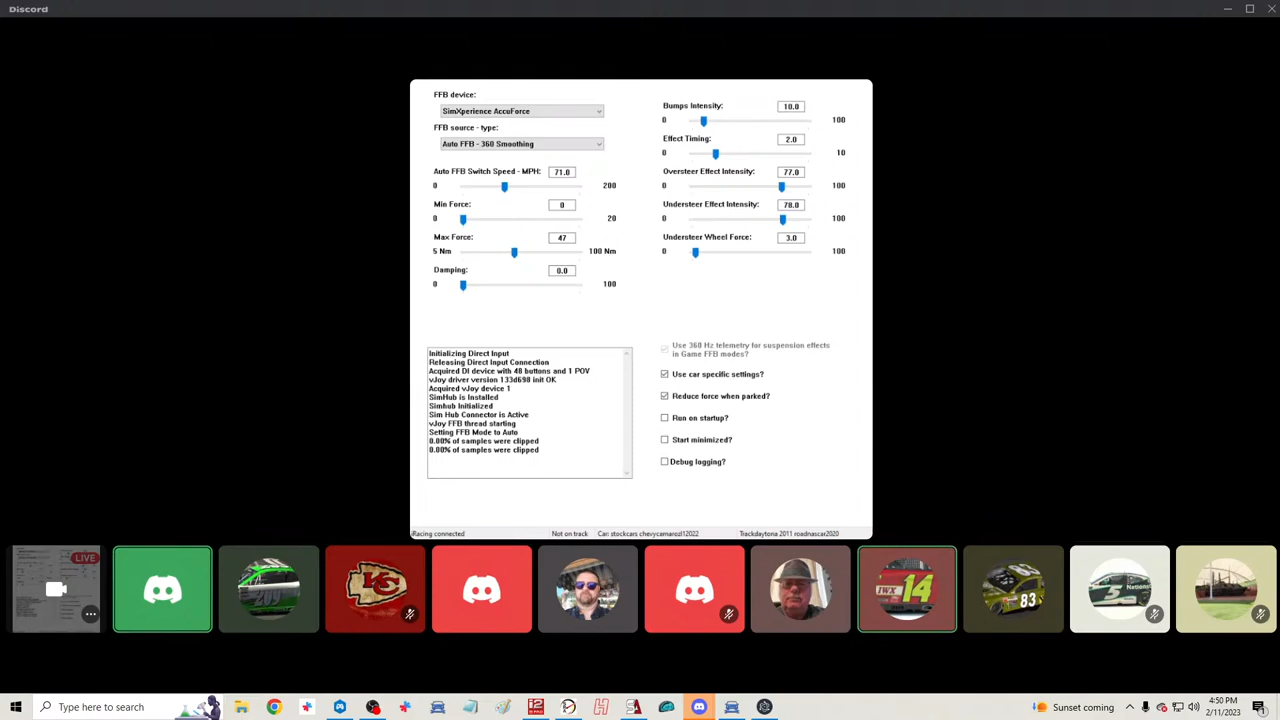 Discord
FFB device:
SimXperience AccuForce
FFB source - type:
Auto FFB - 360 Smoothing
Auto FFB Switch Speed - MPH: 71.0
0 200
Min Force: 0
0 20
Max Force: 47
5 Nm 100 Nm
Damping: 0.0
0 100
Bumps Intensity: 10.0
0 100
Effect Timing: 2.0
0 10
Oversteer Effect Intensity: 77.0
0 100
Understeer Effect Intensity: 78.0
0 100
Understeer Wheel Force: 3.0
0 100
Initializing Direct Input
Releasing Direct Input Connection
Acquired DI device with 48 buttons and 1 POV
vJoy driver version 133d698 init OK
Acquired vJoy device 1
SimHub is Installed
Simhub Initialized
Sim Hub Connector is Active
vJoy FFB thread starting
Setting FFB Mode to Auto
0.00% of samples were clipped
0.00% of samples were clipped
Use 360 Hz telemetry for suspension effects
in Game FFB modes?
Use car specific settings?
Reduce force when parked?
Run on startup?
Start minimized?
Debug logging?
iRacing connected Not on track Car: stockcars chevycamarozl12022 Track:daytona 2011 roadnascar2020
LIVE
KC
JWX 14
83
5 Nations
Type here to search
12
Sunset coming
4:50 PM
2/11/2023
1